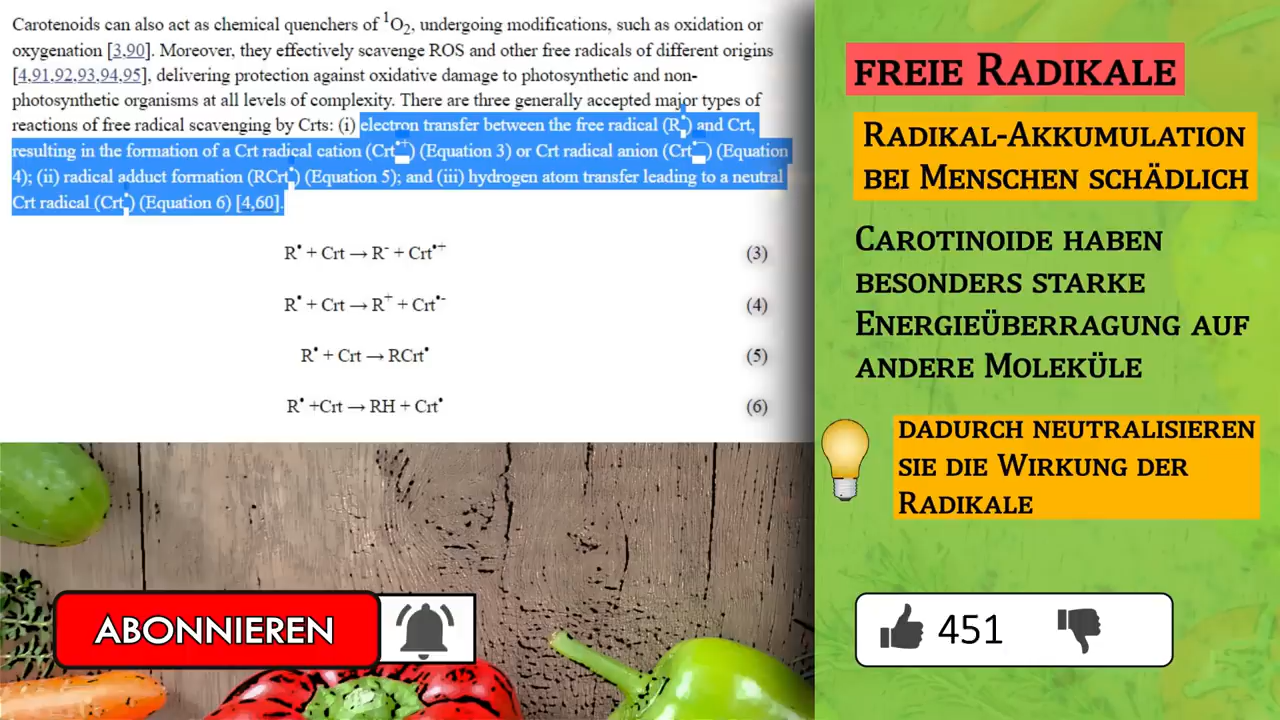 Carotenoids can also act as chemical quenchers of ¹O₂, undergoing modifications, such as oxidation or
oxygenation [3,90]. Moreover, they effectively scavenge ROS and other free radicals of different origins
[4,91,92,93,94,95], delivering protection against oxidative damage to photosynthetic and non-
photosynthetic organisms at all levels of complexity. There are three generally accepted major types of
reactions of free radical scavenging by Crts: (i) electron transfer between the free radical (R•) and Crt,
resulting in the formation of a Crt radical cation (Crt•+) (Equation 3) or Crt radical anion (Crt•−) (Equation
4); (ii) radical adduct formation (RCrt•) (Equation 5); and (iii) hydrogen atom transfer leading to a neutral
Crt radical (Crt•) (Equation 6) [4,60].
R• + Crt → R⁻ + Crt•+ (3)
R• + Crt → R⁺ + Crt•- (4)
R• + Crt → RCrt• (5)
R• +Crt → RH + Crt• (6)
FREIE RADIKALE
RADIKAL-AKKUMULATION
BEI MENSCHEN SCHÄDLICH
CAROTINOIDE HABEN
BESONDERS STARKE
ENERGIEÜBERRAGUNG AUF
ANDERE MOLEKÜLE
DADURCH NEUTRALISIEREN
SIE DIE WIRKUNG DER
RADIKALE
ABONNIEREN
451